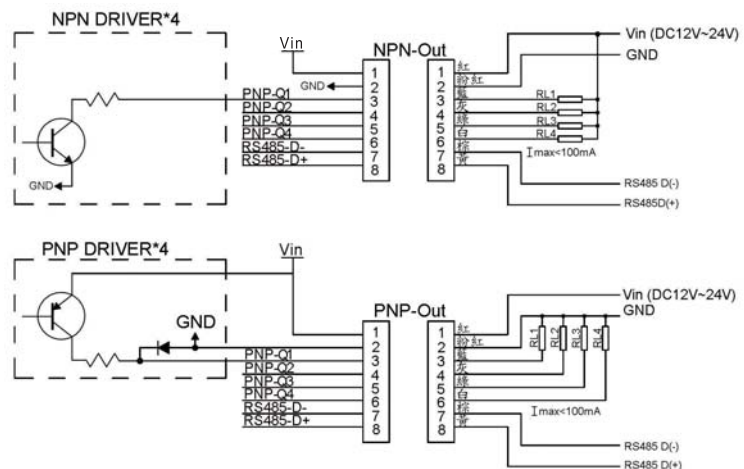 NPN DRIVER*4
Vin
NPN-Out
Vin (DC12V~24V)
GND
GND
PNP-Q1
PNP-Q2
PNP-Q3
PNP-Q4
RS485-D-
RS485-D+
1
2
3
4
5
6
7
8
1
2
3
4
5
6
7
8
紅
粉紅
藍
灰
綠
白
棕
黃
RL1
RL2
RL3
RL4
Imax<100mA
GND
RS485 D(-)
RS485D(+)
PNP DRIVER*4
Vin
GND
PNP-Out
Vin (DC12V~24V)
GND
PNP-Q1
PNP-Q2
PNP-Q3
PNP-Q4
RS485-D-
RS485-D+
1
2
3
4
5
6
7
8
1
2
3
4
5
6
7
8
紅
粉紅
藍
灰
綠
白
棕
黃
RL1
RL2
RL3
RL4
Imax<100mA
RS485 D(-)
RS485 D(+)